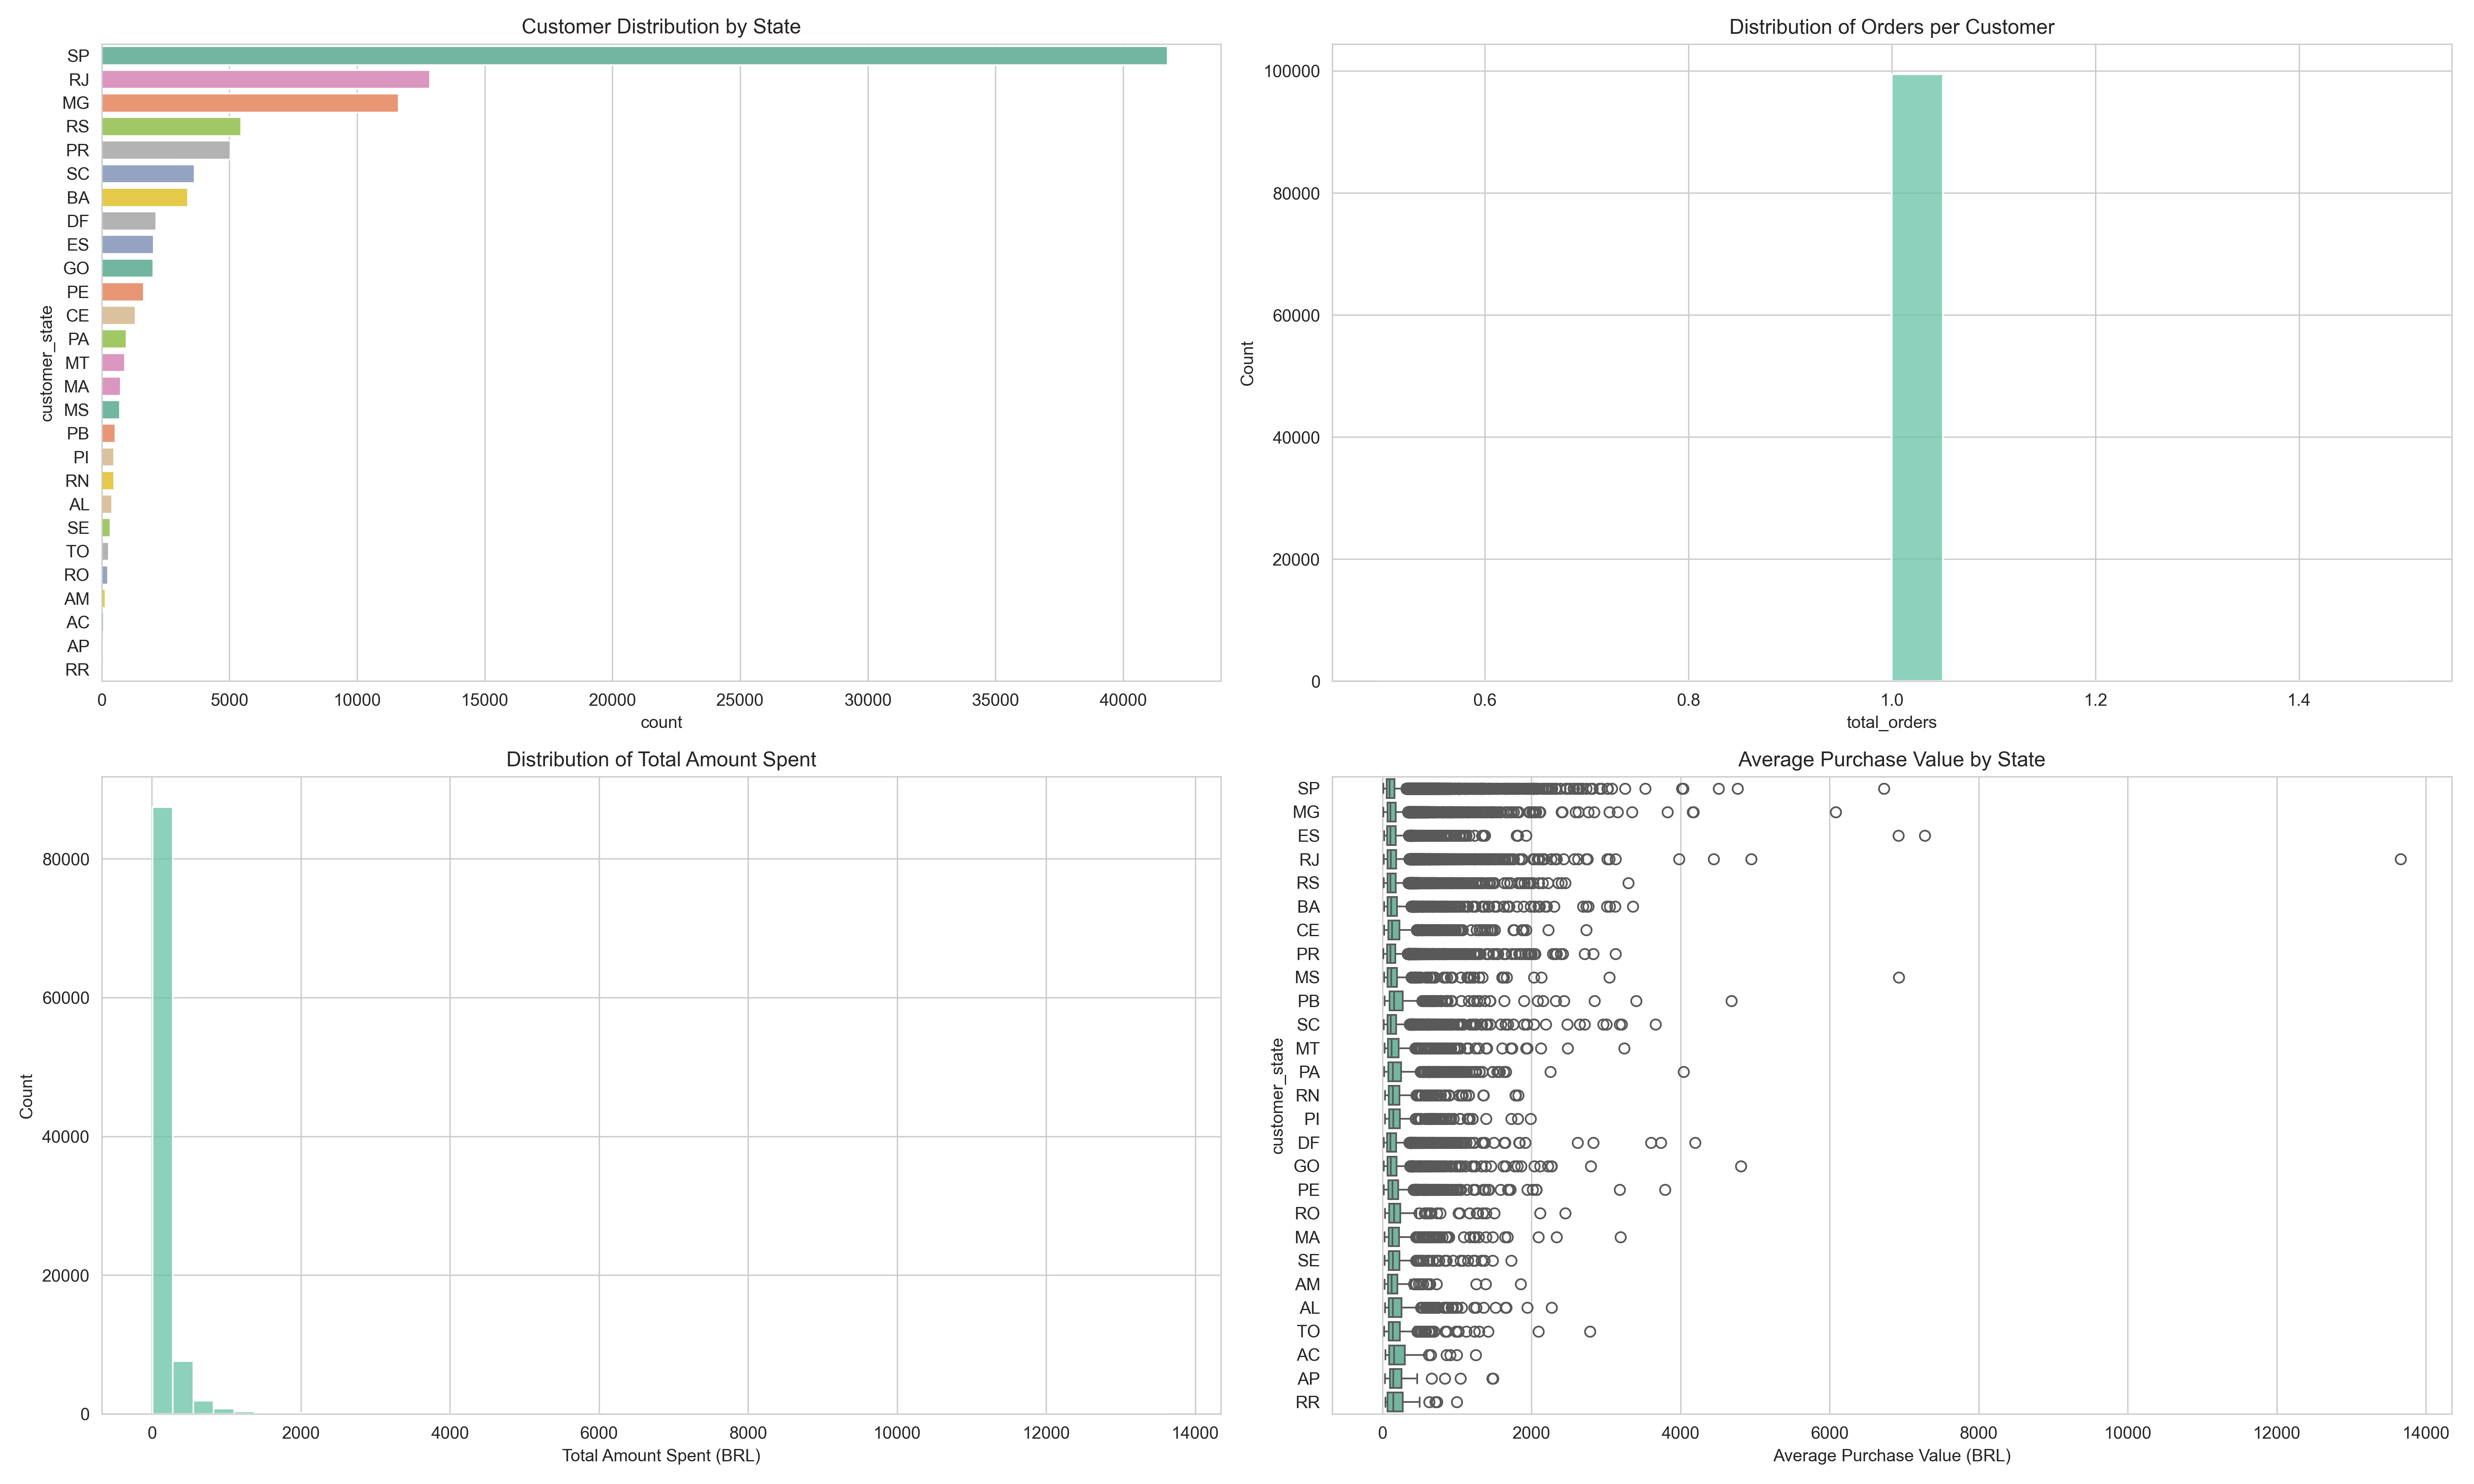 Customer Distribution by State
SP
RJ
MG
RS
PR
SC
BA
DF
ES
GO
PE
CE
PA
MT
MA
MS
PB
PI
RN
AL
SE
TO
RO
AM
AC
AP
RR
customer_state
0 5000 10000 15000 20000 25000 30000 35000 40000
count
Distribution of Orders per Customer
100000
80000
60000
40000
20000
0
Count
0.6 0.8 1.0 1.2 1.4
total_orders
Distribution of Total Amount Spent
80000
60000
40000
20000
0
Count
0 2000 4000 6000 8000 10000 12000 14000
Total Amount Spent (BRL)
Average Purchase Value by State
SP
MG
ES
RJ
RS
BA
CE
PR
MS
PB
SC
MT
PA
RN
PI
DF
GO
PE
RO
MA
SE
AM
AL
TO
AC
AP
RR
customer_state
0 2000 4000 6000 8000 10000 12000 14000
Average Purchase Value (BRL)